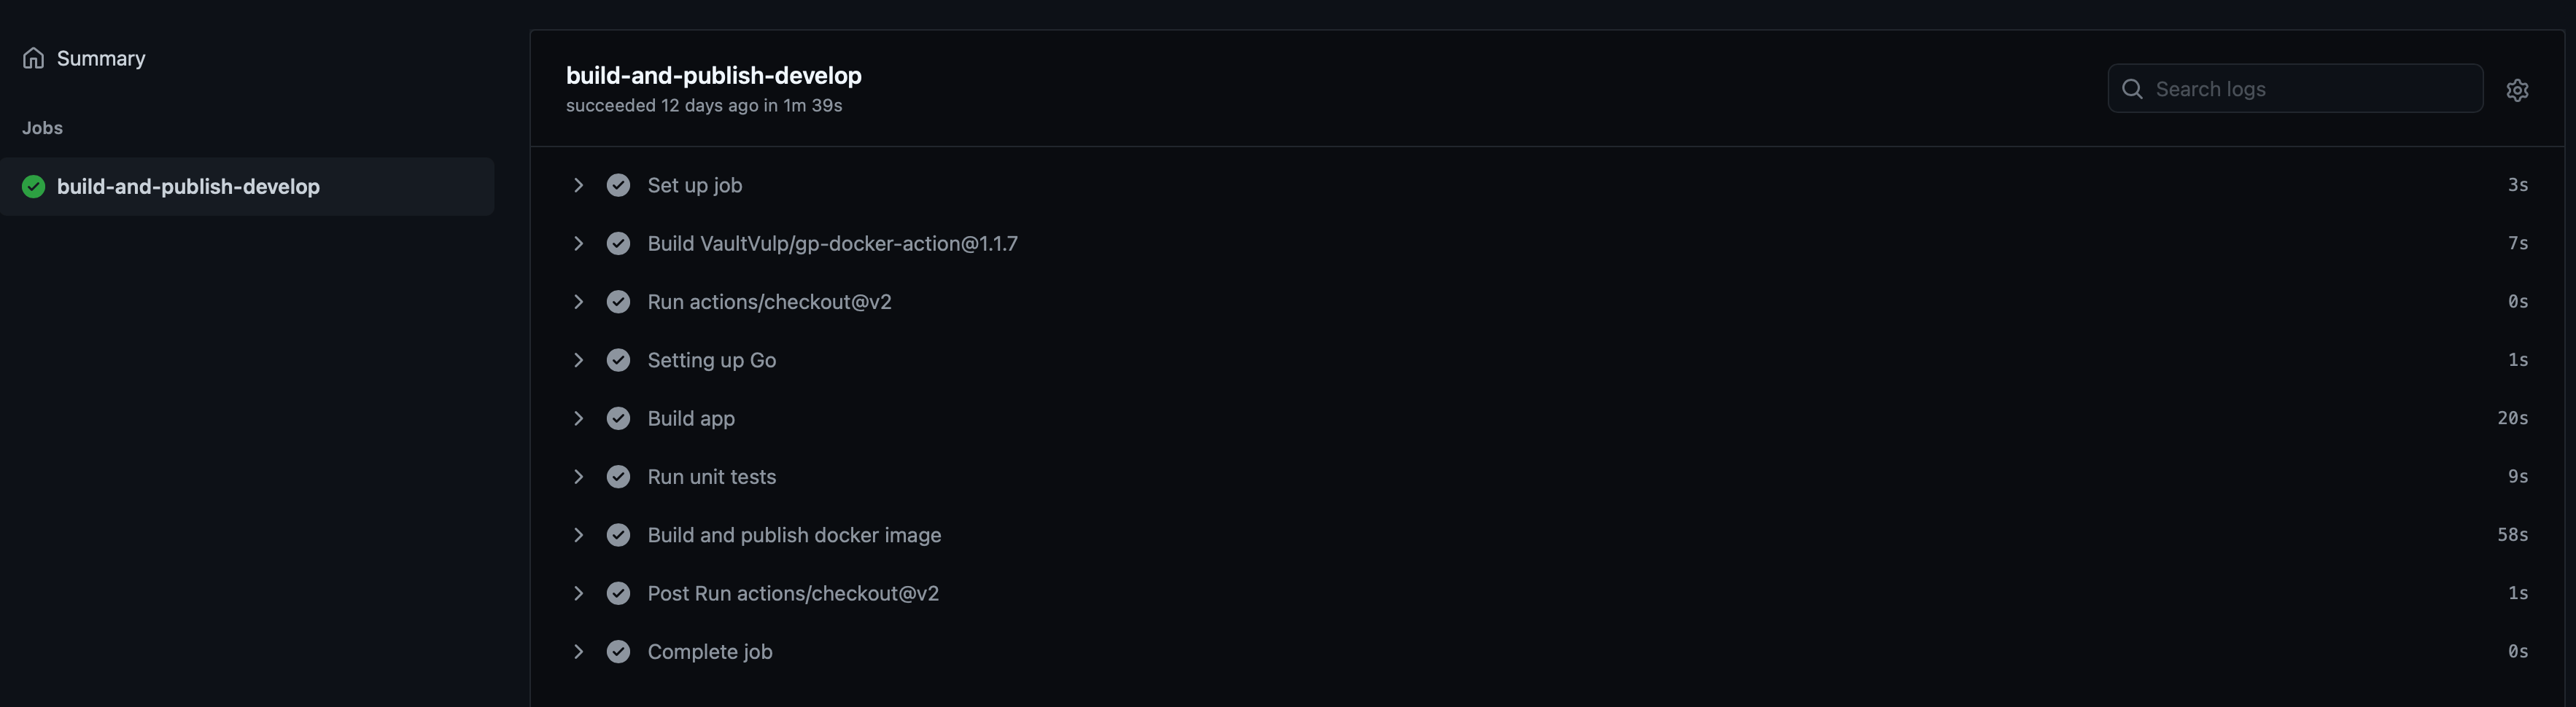 Summary
Jobs
build-and-publish-develop
build-and-publish-develop
succeeded 12 days ago in 1m 39s
Search logs
Set up job 3s
Build VaultVulp/gp-docker-action@1.1.7 7s
Run actions/checkout@v2 0s
Setting up Go 1s
Build app 20s
Run unit tests 9s
Build and publish docker image 58s
Post Run actions/checkout@v2 1s
Complete job 0s